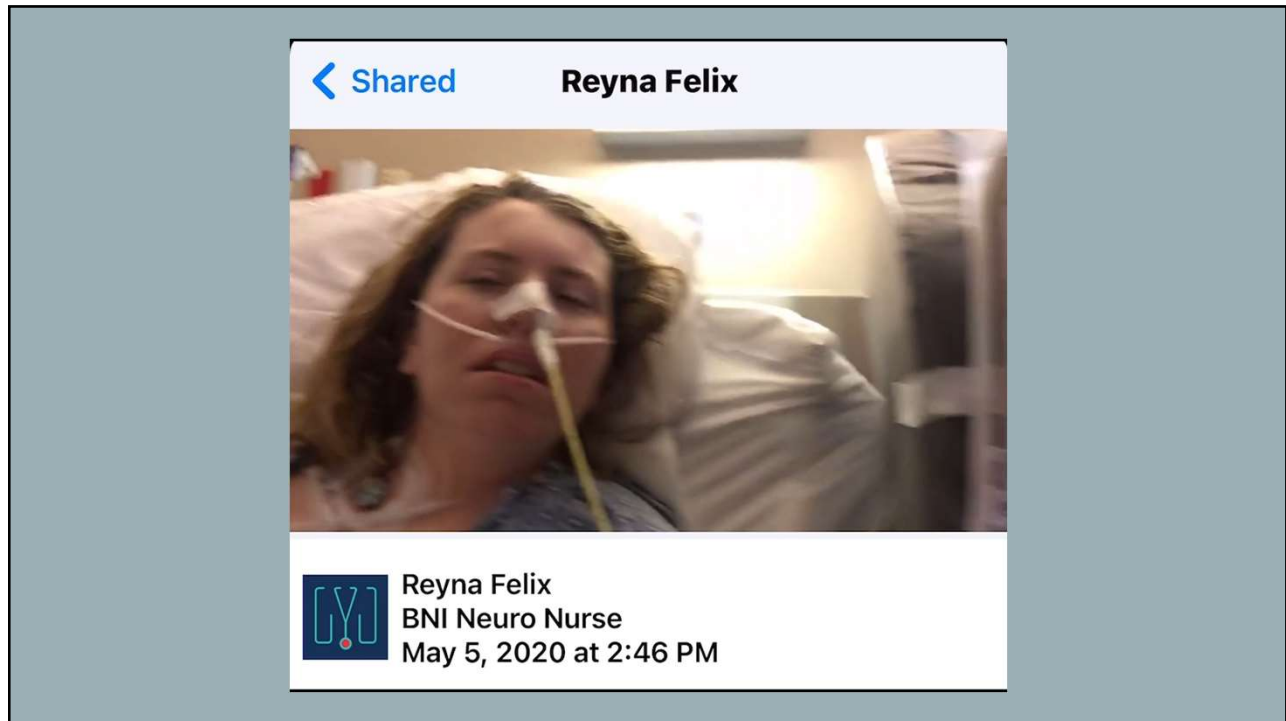 Shared
Reyna Felix
Reyna Felix
BNI Neuro Nurse
May 5, 2020 at 2:46 PM